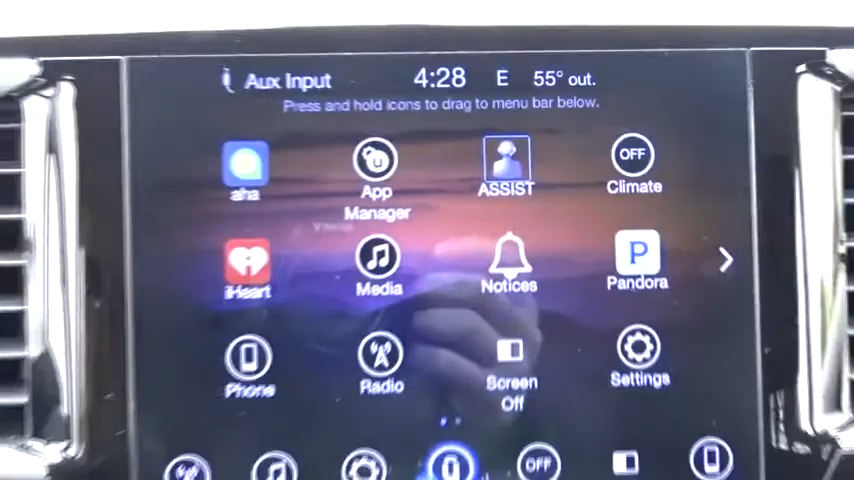 Aux Input 4:28 E 55° out.
Press and hold icons to drag to menu bar below.
aha
App
Manager
ASSIST
OFF
Climate
iHeart
Media
Notices
P
Pandora
Phone
Radio
Screen
Off
Settings
OFF